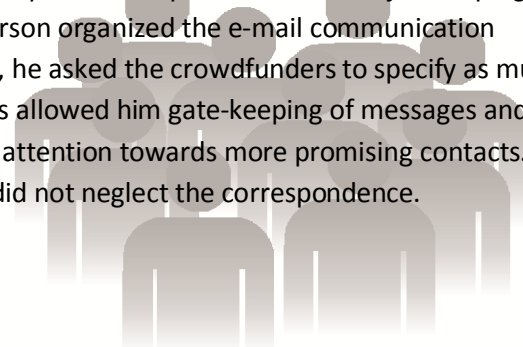 rson organized the e-mail communication
, he asked the crowdfunders to specify as mu
s allowed him gate-keeping of messages and
attention towards more promising contacts.
did not neglect the correspondence.